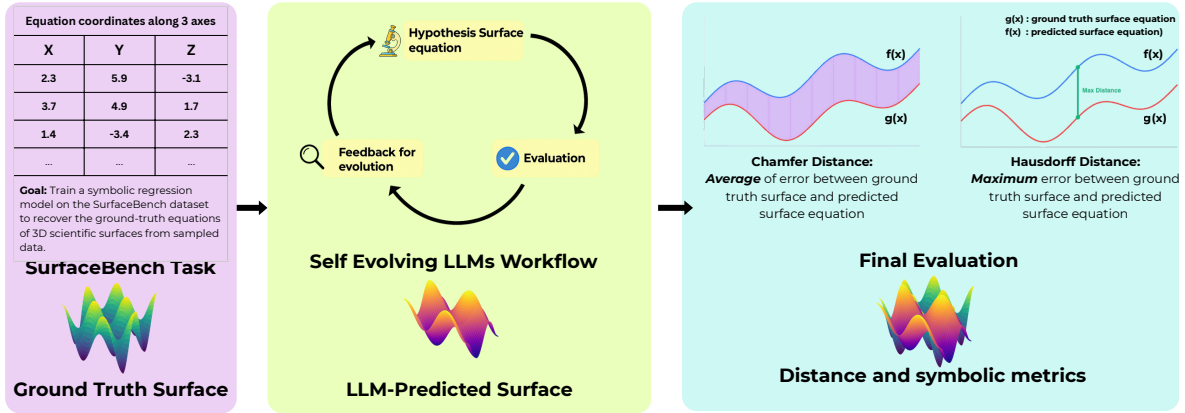 Equation coordinates along 3 axes
X Y Z
2.3 5.9 -3.1
3.7 4.9 1.7
1.4 -3.4 2.3
... ... ...
Goal: Train a symbolic regression
model on the SurfaceBench dataset
to recover the ground-truth equations
of 3D scientific surfaces from sampled
data.
SurfaceBench Task
Ground Truth Surface
Hypothesis Surface
equation
Feedback for
evolution
Evaluation
Self Evolving LLMs Workflow
LLM-Predicted Surface
g(x) : ground truth surface equation
f(x) : predicted surface equation)
f(x)
g(x)
f(x)
Max Distance
g(x)
Chamfer Distance:
Average of error between ground
truth surface and predicted
surface equation
Hausdorff Distance:
Maximum error between ground
truth surface and predicted
surface equation
Final Evaluation
Distance and symbolic metrics